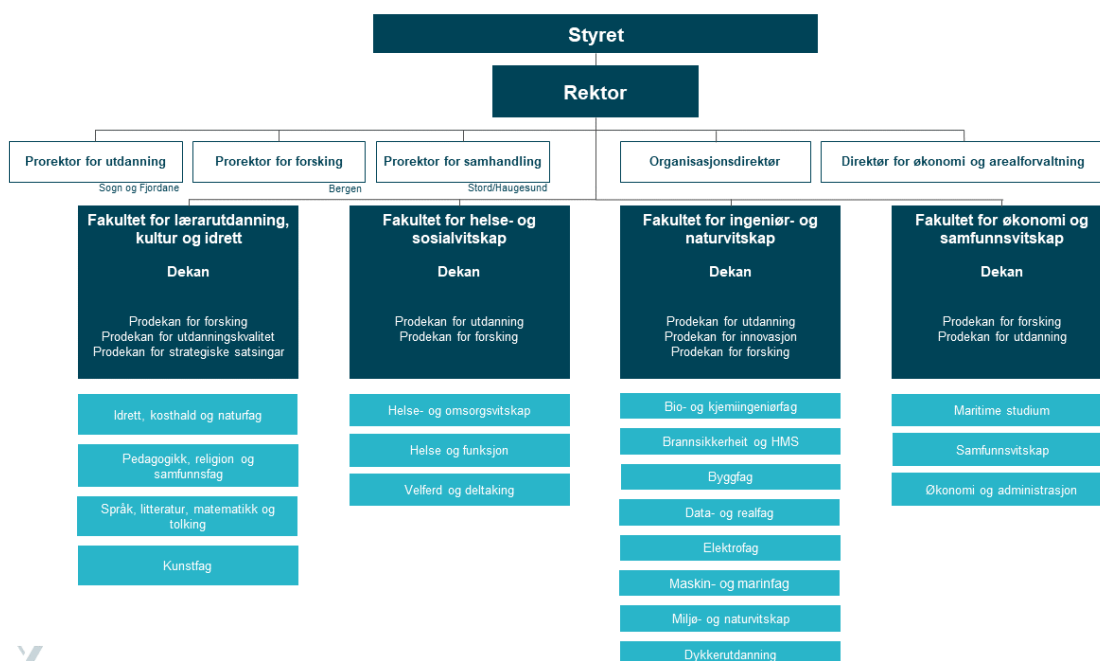 Styret
Rektor
Prorektor for utdanning
Prorektor for forsking
Prorektor for samhandling
Organisasjonsdirektør
Direktør for økonomi og arealforvaltning
Sogn og Fjordane
Bergen
Stord/Haugesund
Fakultet for lærarutdanning,
kultur og idrett
Dekan
Prodekan for forsking
Prodekan for utdanningskvalitet
Prodekan for strategiske satsingar
Idrett, kosthald og naturfag
Pedagogikk, religion og
samfunnsfag
Språk, litteratur, matematikk og
tolking
Kunstfag
Fakultet for helse- og
sosialvitskap
Dekan
Prodekan for utdanning
Prodekan for forsking
Helse- og omsorgsvitskap
Helse og funksjon
Velferd og deltaking
Fakultet for ingeniør- og
naturvitskap
Dekan
Prodekan for utdanning
Prodekan for innovasjon
Prodekan for forsking
Bio- og kjemiingeniørfag
Brannsikkerheit og HMS
Byggfag
Data- og realfag
Elektrofag
Maskin- og marinfag
Miljø- og naturvitskap
Dykkerutdanning
Fakultet for økonomi og
samfunnsvitskap
Dekan
Prodekan for forsking
Prodekan for utdanning
Maritime studium
Samfunnsvitskap
Økonomi og administrasjon